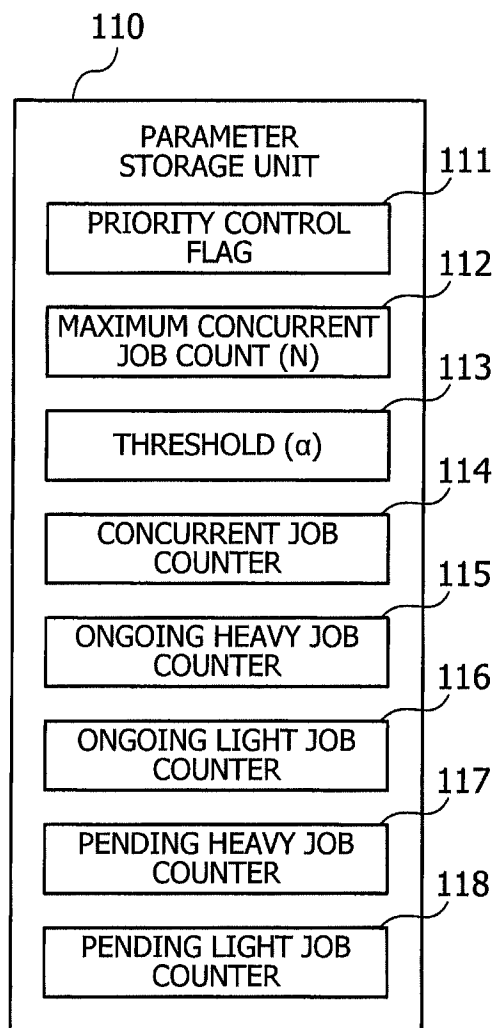 110
PARAMETER
STORAGE UNIT
111
PRIORITY CONTROL
FLAG
112
MAXIMUM CONCURRENT
JOB COUNT (N)
113
THRESHOLD (α)
114
CONCURRENT JOB
COUNTER
115
ONGOING HEAVY JOB
COUNTER
116
ONGOING LIGHT JOB
COUNTER
117
PENDING HEAVY JOB
COUNTER
118
PENDING LIGHT JOB
COUNTER